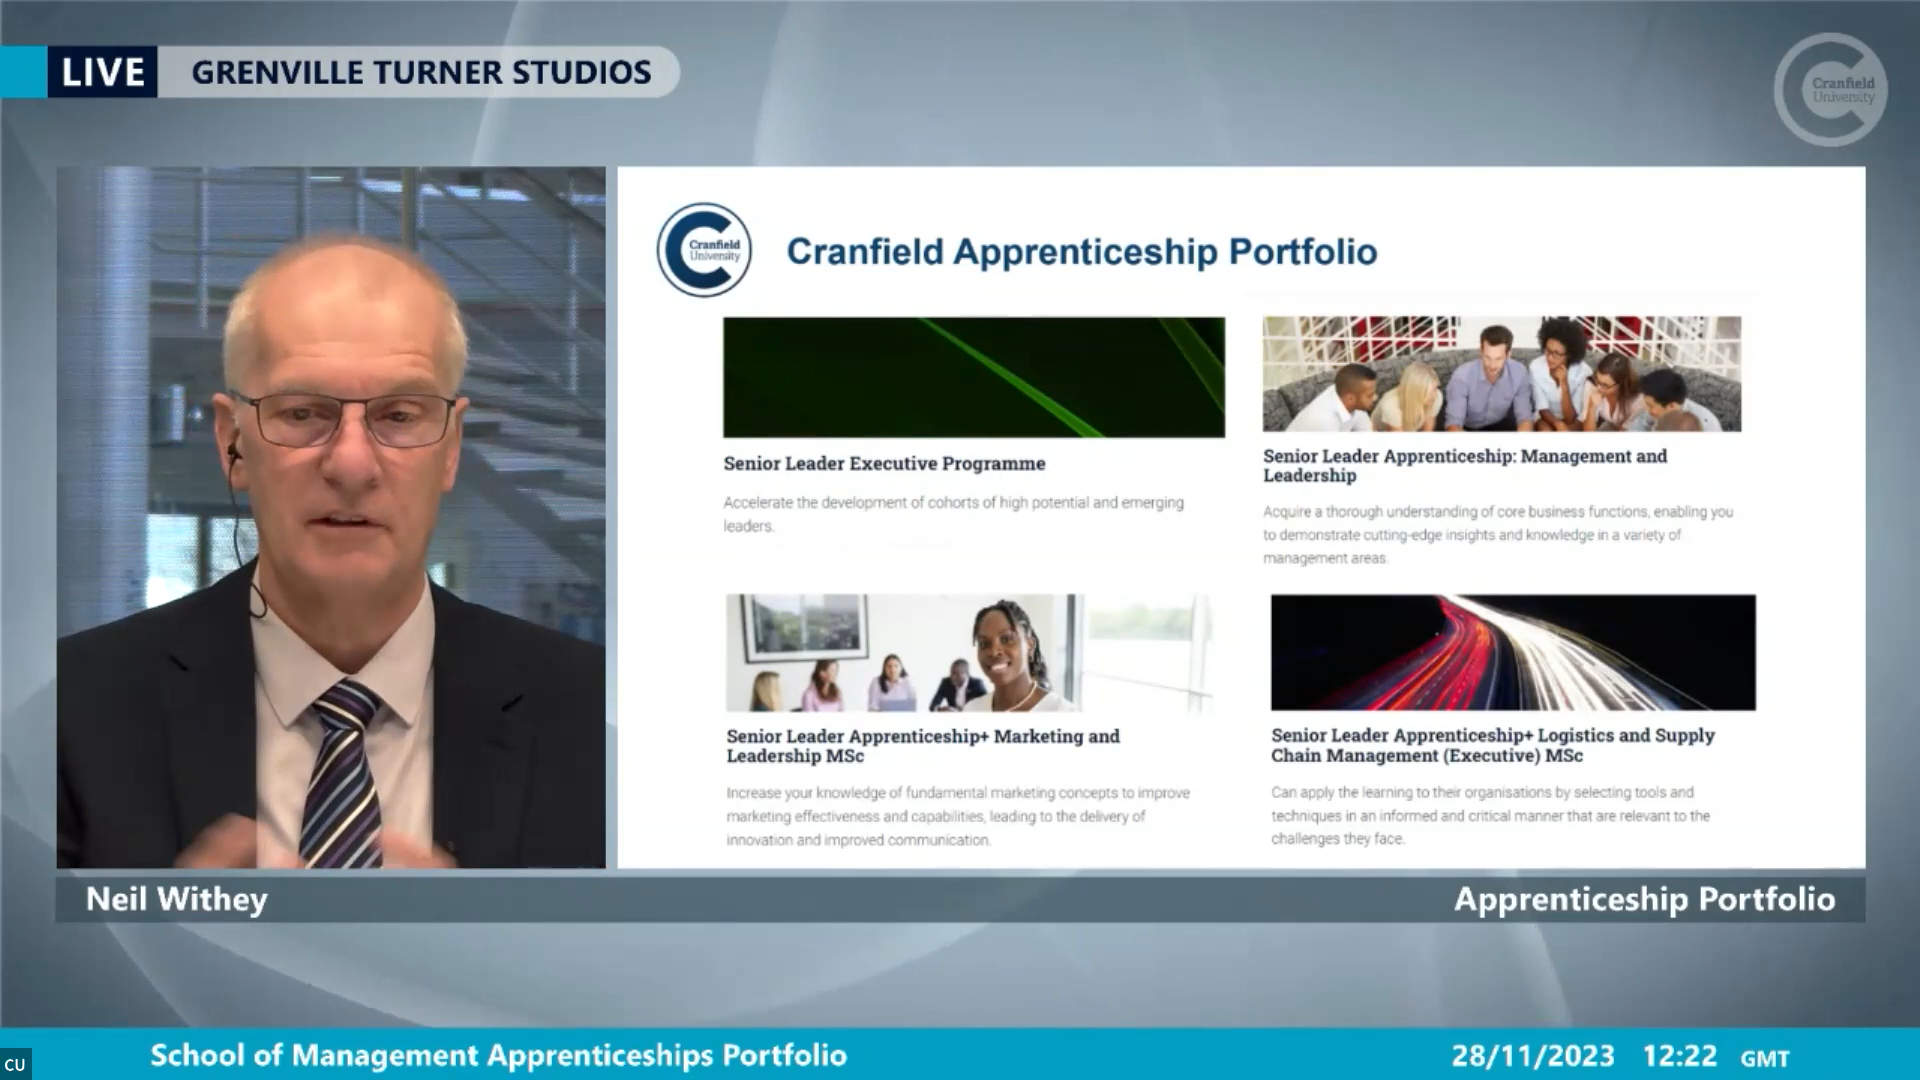 LIVE
GRENVILLE TURNER STUDIOS
Cranfield
University
Cranfield
University
Cranfield Apprenticeship Portfolio
Senior Leader Executive Programme
Accelerate the development of cohorts of high potential and emerging
leaders.
Senior Leader Apprenticeship: Management and
Leadership
Acquire a thorough understanding of core business functions, enabling you
to demonstrate cutting-edge insights and knowledge in a variety of
management areas.
Senior Leader Apprenticeship+ Marketing and
Leadership MSc
Increase your knowledge of fundamental marketing concepts to improve
marketing effectiveness and capabilities, leading to the delivery of
innovation and improved communication.
Senior Leader Apprenticeship+ Logistics and Supply
Chain Management (Executive) MSc
Can apply the learning to their organisations by selecting tools and
techniques in an informed and critical manner that are relevant to the
challenges they face.
Neil Withey
Apprenticeship Portfolio
CU
School of Management Apprenticeships Portfolio
28/11/2023 12:22 GMT